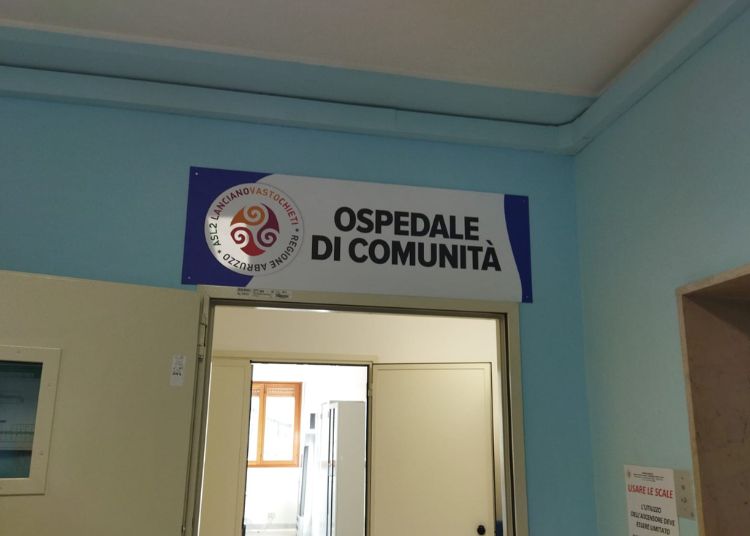 ASL2 LANCIANOVASTOCHIETI * REGIONE ABRUZZO *
OSPEDALE
DI COMUNITÀ
USARE LE SCALE
L'UTILIZZO
DELL'ASCENSORE DEVE
ESSERE LIMITATO